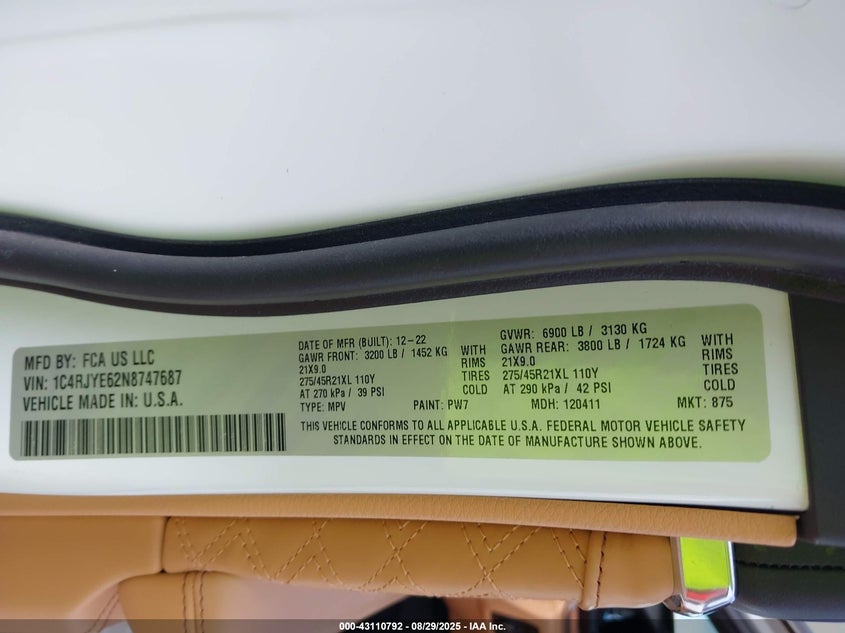 MFD BY: FCA US LLC
VIN: 1C4RJYE62N8747687
VEHICLE MADE IN: U.S.A.
DATE OF MFR (BUILT): 12-22
GAWR FRONT: 3200 LB / 1452 KG WITH
21X9.0 RIMS
275/45R21XL 110Y TIRES
AT 270 kPa / 39 PSI COLD
TYPE: MPV PAINT: PW7
GVWR: 6900 LB / 3130 KG
GAWR REAR: 3800 LB / 1724 KG WITH
21X9.0 RIMS
275/45R21XL 110Y TIRES
AT 290 kPa / 42 PSI COLD
MDH: 120411 MKT: 875
THIS VEHICLE CONFORMS TO ALL APPLICABLE U.S.A. FEDERAL MOTOR VEHICLE SAFETY
STANDARDS IN EFFECT ON THE DATE OF MANUFACTURE SHOWN ABOVE.
000-43110792 - 08/29/2025 - IAA Inc.